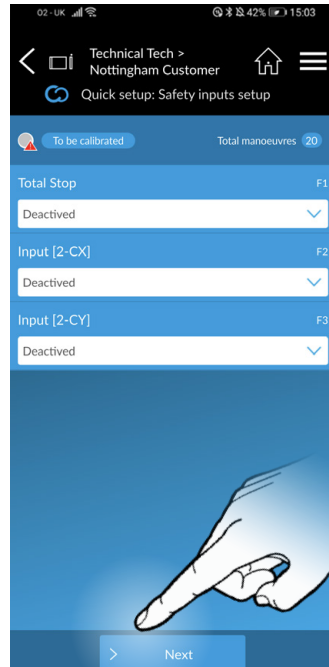 O2 - UK 42% 15:03
Technical Tech >
Nottingham Customer
Quick setup: Safety inputs setup
To be calibrated Total manoeuvres 20
Total Stop F1
Deactived
Input [2-CX] F2
Deactived
Input [2-CY] F3
Deactived
> Next